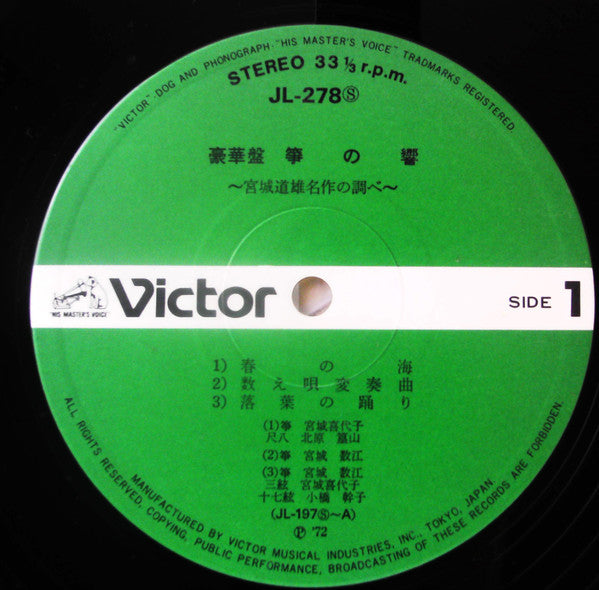 "VICTOR"·DOG AND PHONOGRAPH·"HIS MASTER'S VOICE" TRADMARKS REGISTERED.
STEREO 33 ⅓ r.p.m.
JL-278Ⓢ
豪華盤 箏の響
～宮城道雄名作の調べ～
"HIS MASTER'S VOICE"
Victor
SIDE 1
1) 春の海
2) 数え唄変奏曲
3) 落葉の踊り
(1)箏 宮城喜代子
尺八 北原 篁山
(2)箏 宮城 数江
(3)箏 宮城 数江
三絃 宮城喜代子
十七絃 小橋 幹子
(JL-197Ⓢ~A)
Ⓟ '72
ALL RIGHTS RESERVED. COPYING, PUBLIC PERFORMANCE, BROADCASTING OF THESE RECORDS ARE FORBIDDEN.
MANUFACTURED BY VICTOR MUSICAL INDUSTRIES, INC., TOKYO, JAPAN